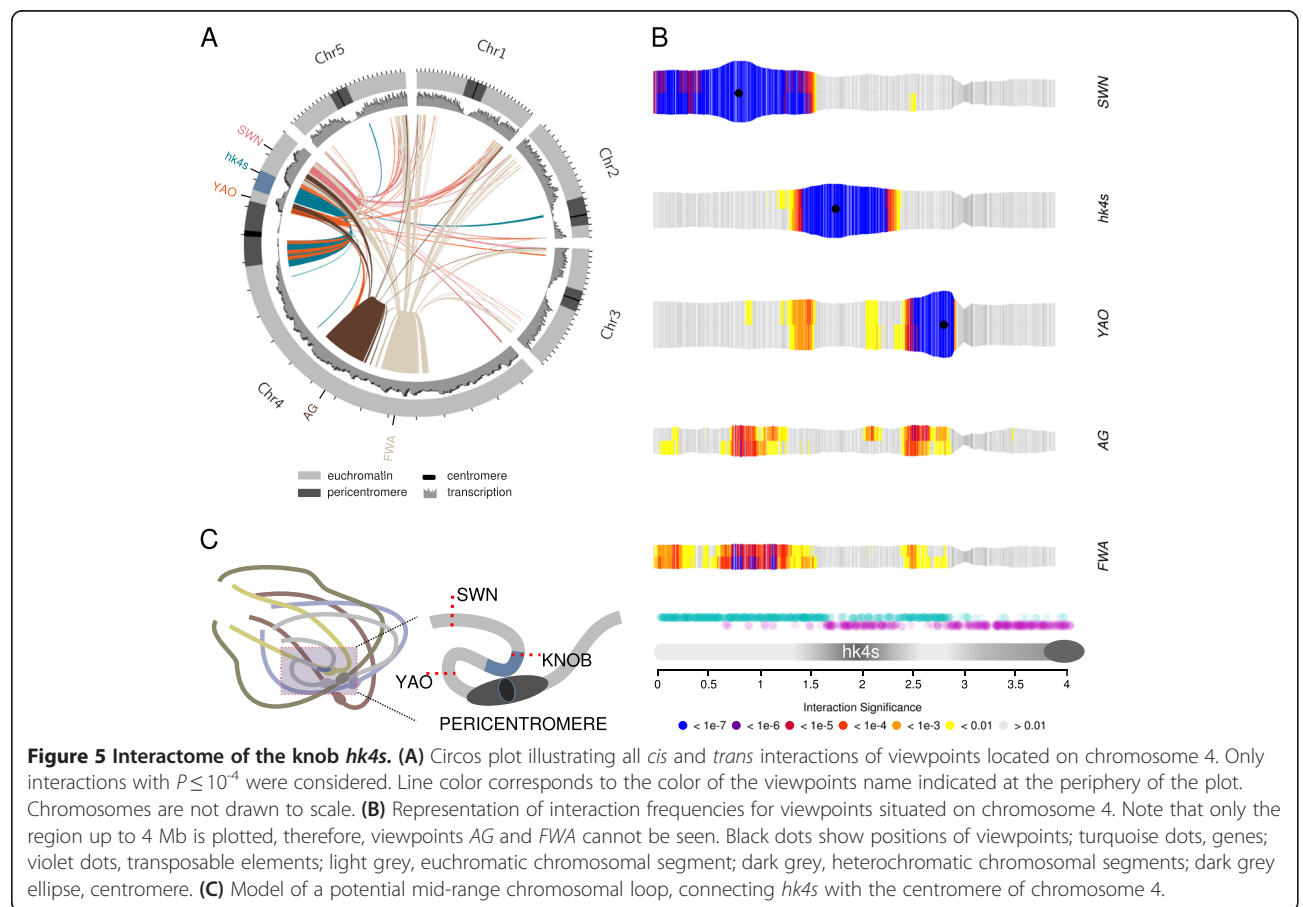 A
Chr5
Chr1
SWN
hk4s
YAO
Chr2
Chr3
Chr4
AG
FWA
euchromatin
centromere
pericentromere
transcription
B
SWN
hk4s
YAO
AG
FWA
hk4s
0 0.5 1 1.5 2 2.5 3 3.5 4
Interaction Significance
< 1e-7 < 1e-6 < 1e-5 < 1e-4 < 1e-3 < 0.01 > 0.01
C
SWN
KNOB
YAO
PERICENTROMERE
Figure 5 Interactome of the knob hk4s. (A) Circos plot illustrating all cis and trans interactions of viewpoints located on chromosome 4. Only
interactions with P ≤ 10⁻⁴ were considered. Line color corresponds to the color of the viewpoints name indicated at the periphery of the plot.
Chromosomes are not drawn to scale. (B) Representation of interaction frequencies for viewpoints situated on chromosome 4. Note that only the
region up to 4 Mb is plotted, therefore, viewpoints AG and FWA cannot be seen. Black dots show positions of viewpoints; turquoise dots, genes;
violet dots, transposable elements; light grey, euchromatic chromosomal segment; dark grey, heterochromatic chromosomal segments; dark grey
ellipse, centromere. (C) Model of a potential mid-range chromosomal loop, connecting hk4s with the centromere of chromosome 4.